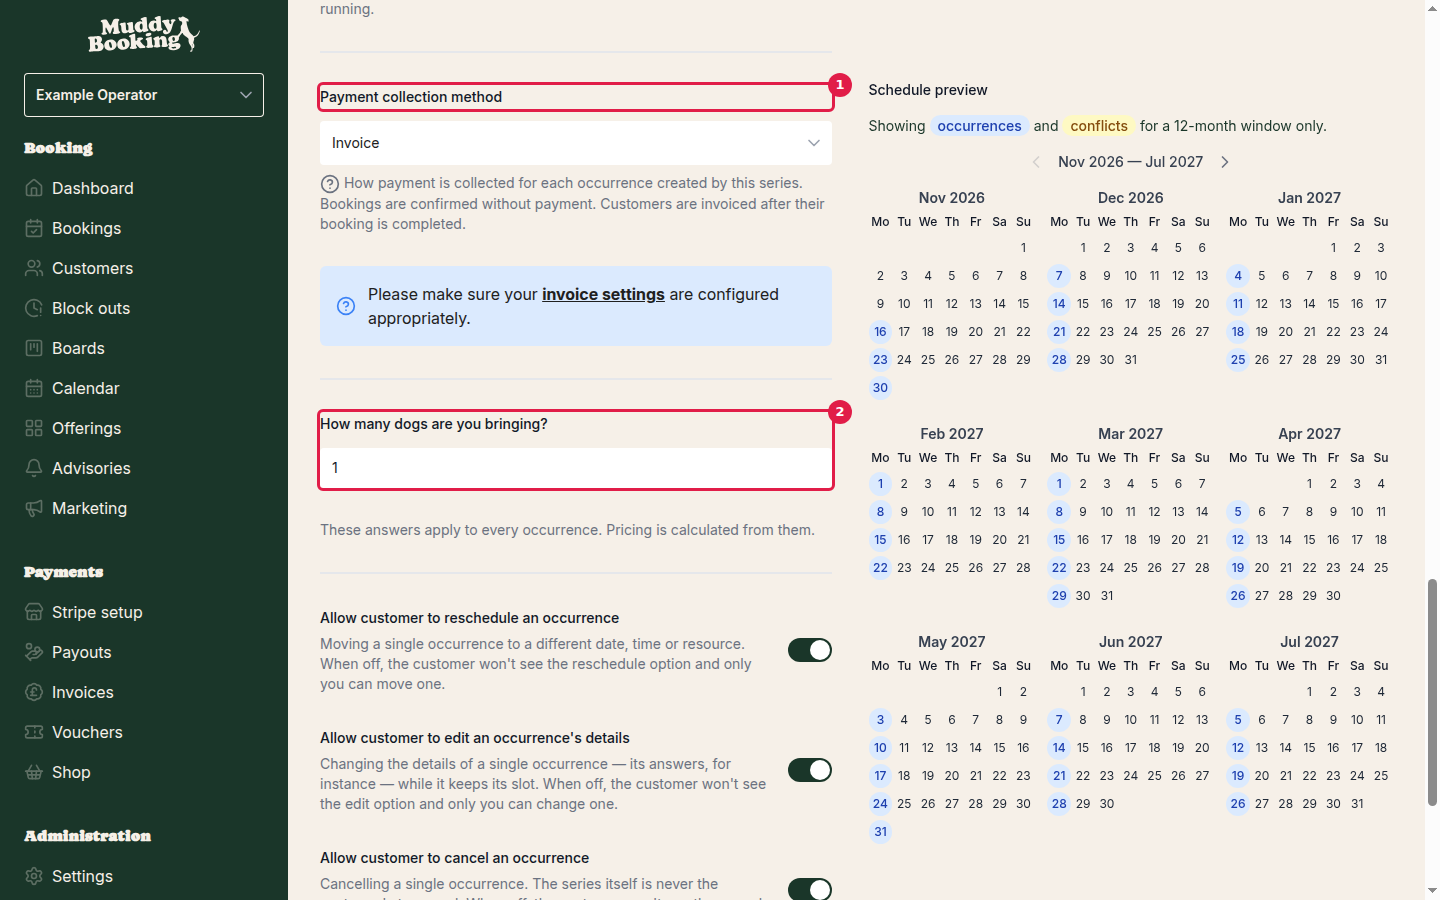 Muddy
Booking
Example Operator
Booking
Dashboard
Bookings
Customers
Block outs
Boards
Calendar
Offerings
Advisories
Marketing
Payments
Stripe setup
Payouts
Invoices
Vouchers
Shop
Administration
Settings
running.
Payment collection method
1
Invoice
How payment is collected for each occurrence created by this series.
Bookings are confirmed without payment. Customers are invoiced after their
booking is completed.
Please make sure your invoice settings are configured
appropriately.
How many dogs are you bringing?
2
1
These answers apply to every occurrence. Pricing is calculated from them.
Allow customer to reschedule an occurrence
Moving a single occurrence to a different date, time or resource.
When off, the customer won't see the reschedule option and only
you can move one.
Allow customer to edit an occurrence's details
Changing the details of a single occurrence — its answers, for
instance — while it keeps its slot. When off, the customer won't see
the edit option and only you can change one.
Allow customer to cancel an occurrence
Cancelling a single occurrence. The series itself is never the
Schedule preview
Showing occurrences and conflicts for a 12-month window only.
Nov 2026 — Jul 2027
Nov 2026
Mo Tu We Th Fr Sa Su
1
2 3 4 5 6 7 8
9 10 11 12 13 14 15
16 17 18 19 20 21 22
23 24 25 26 27 28 29
30
Dec 2026
Mo Tu We Th Fr Sa Su
1 2 3 4 5 6
7 8 9 10 11 12 13
14 15 16 17 18 19 20
21 22 23 24 25 26 27
28 29 30 31
Jan 2027
Mo Tu We Th Fr Sa Su
1 2 3
4 5 6 7 8 9 10
11 12 13 14 15 16 17
18 19 20 21 22 23 24
25 26 27 28 29 30 31
Feb 2027
Mo Tu We Th Fr Sa Su
1 2 3 4 5 6 7
8 9 10 11 12 13 14
15 16 17 18 19 20 21
22 23 24 25 26 27 28
Mar 2027
Mo Tu We Th Fr Sa Su
1 2 3 4 5 6 7
8 9 10 11 12 13 14
15 16 17 18 19 20 21
22 23 24 25 26 27 28
29 30 31
Apr 2027
Mo Tu We Th Fr Sa Su
1 2 3 4
5 6 7 8 9 10 11
12 13 14 15 16 17 18
19 20 21 22 23 24 25
26 27 28 29 30
May 2027
Mo Tu We Th Fr Sa Su
1 2
3 4 5 6 7 8 9
10 11 12 13 14 15 16
17 18 19 20 21 22 23
24 25 26 27 28 29 30
31
Jun 2027
Mo Tu We Th Fr Sa Su
1 2 3 4 5 6
7 8 9 10 11 12 13
14 15 16 17 18 19 20
21 22 23 24 25 26 27
28 29 30
Jul 2027
Mo Tu We Th Fr Sa Su
1 2 3 4
5 6 7 8 9 10 11
12 13 14 15 16 17 18
19 20 21 22 23 24 25
26 27 28 29 30 31